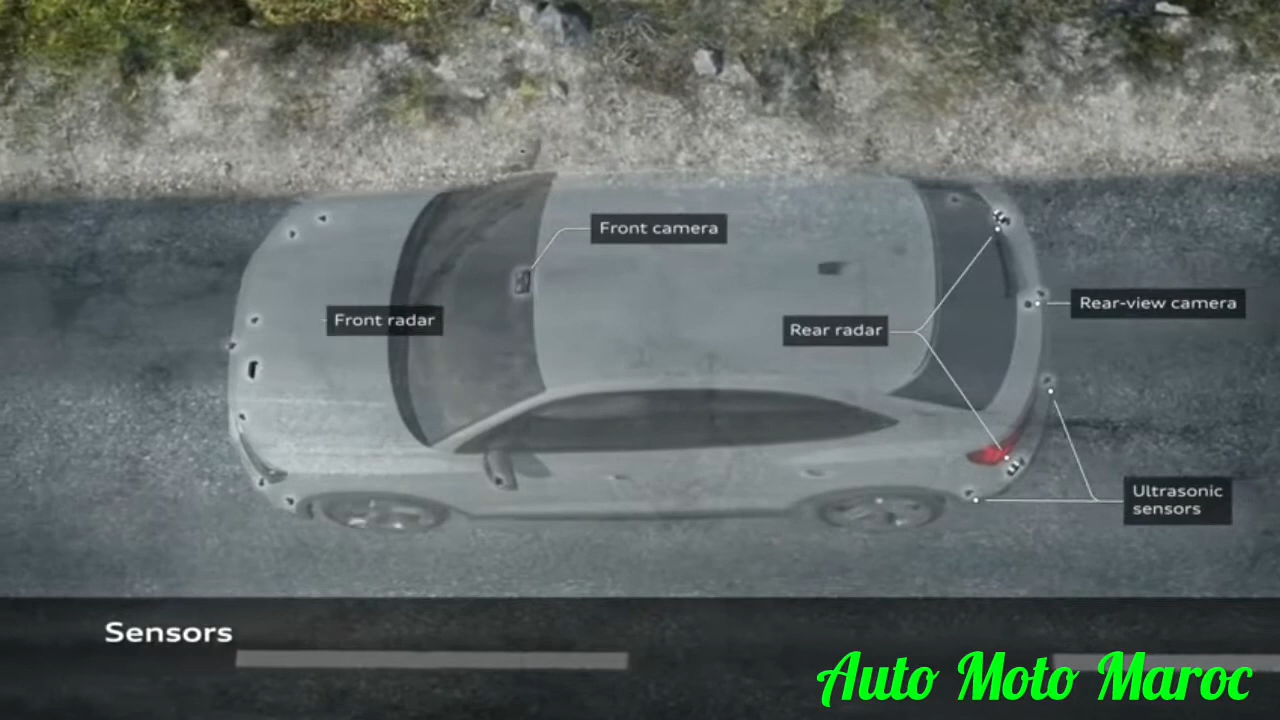 Front camera
Rear-view camera
Front radar
Rear radar
Ultrasonic
sensors
Sensors
Auto Moto Maroc